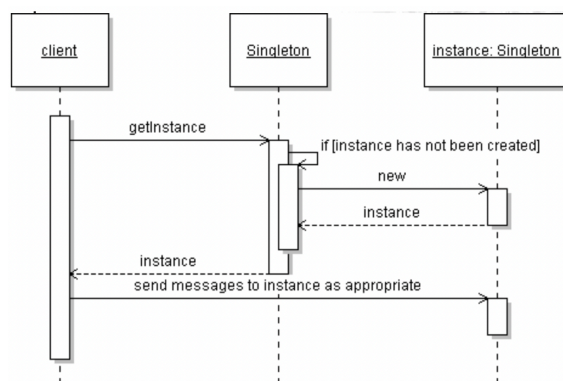 client
Singleton
instance: Singleton
getInstance
if [instance has not been created]
new
instance
instance
send messages to instance as appropriate